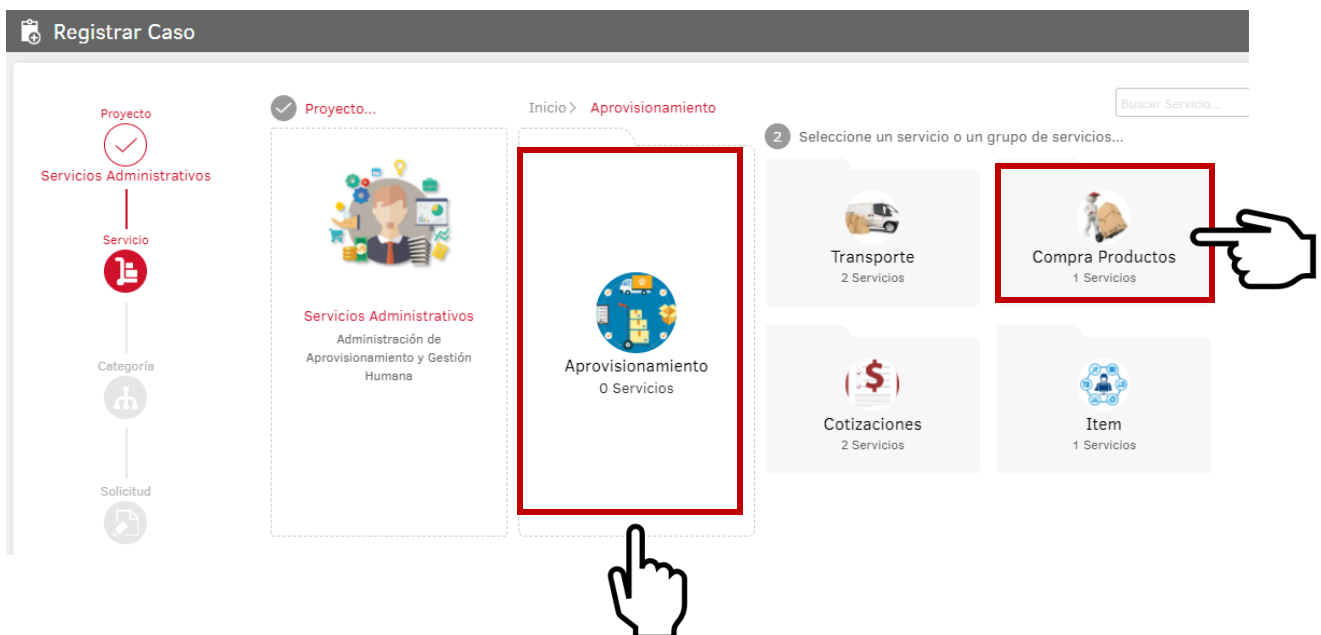 Registrar Caso
Proyecto
Servicios Administrativos
Servicio
Categoría
Solicitud
Proyecto...
Servicios Administrativos
Administración de
Aprovisionamiento y Gestión
Humana
Inicio > Aprovisionamiento
Aprovisionamiento
0 Servicios
Buscar Servicio...
2 Seleccione un servicio o un grupo de servicios...
Transporte
2 Servicios
Compra Productos
1 Servicios
Cotizaciones
2 Servicios
Item
1 Servicios